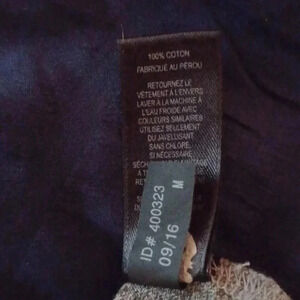 100% COTON
FABRIQUÉ AU PÉROU
RETOURNEZ LE
VÊTEMENT À L'ENVERS
LAVER À LA MACHINE À
L'EAU FROIDE AVEC
COULEURS SIMILAIRES
UTILISEZ SEULEMENT
DU JAVELLISANT
SANS CHLORE,
SI NÉCESSAIRE
SÉCH
À T
ID# 400323
09/16
M